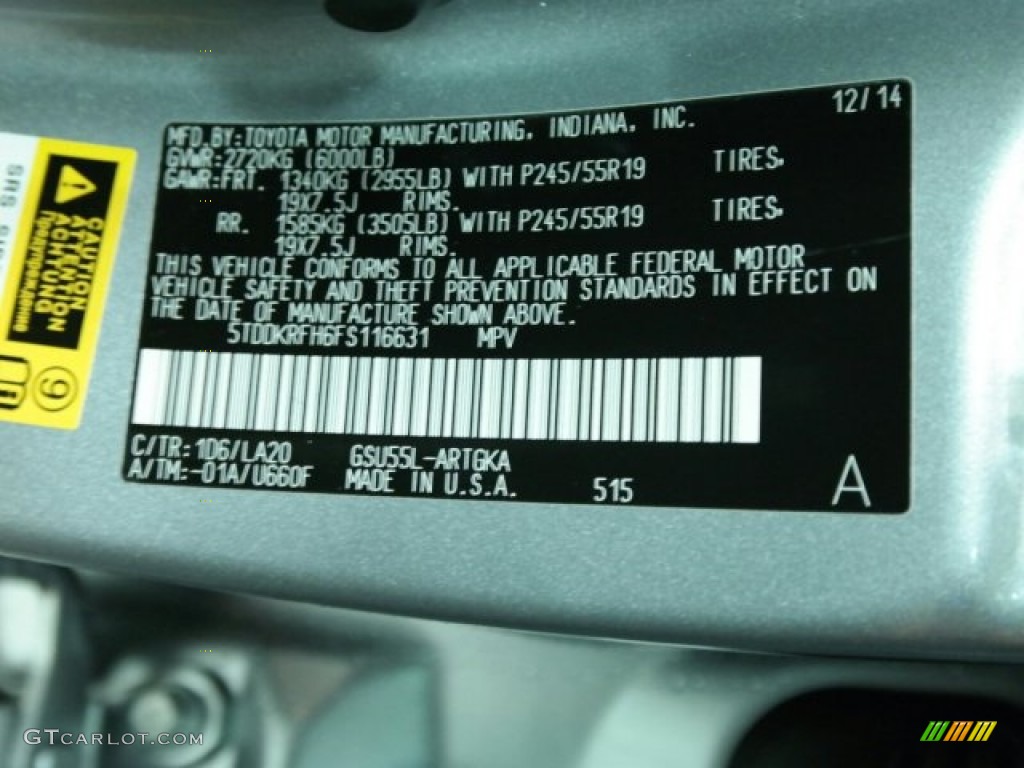 MFD. BY: TOYOTA MOTOR MANUFACTURING, INDIANA, INC. 12/14
GVWR: 2720KG (6000LB)
GAWR: FRT. 1340KG (2955LB) WITH P245/55R19 TIRES,
19X7.5J RIMS.
RR. 1585KG (3505LB) WITH P245/55R19 TIRES,
19X7.5J RIMS.
THIS VEHICLE CONFORMS TO ALL APPLICABLE FEDERAL MOTOR
VEHICLE SAFETY AND THEFT PREVENTION STANDARDS IN EFFECT ON
THE DATE OF MANUFACTURE SHOWN ABOVE.
5TDDKRFH6FS116631 MPV
C/TR: 1D6/LA20 GSU55L-ARTGKA
A/TM: -01A/U660F MADE IN U.S.A. 515 A
SRS
CAUTION
ATTENTION
ACHTUNG
9
GTCARLOT.COM